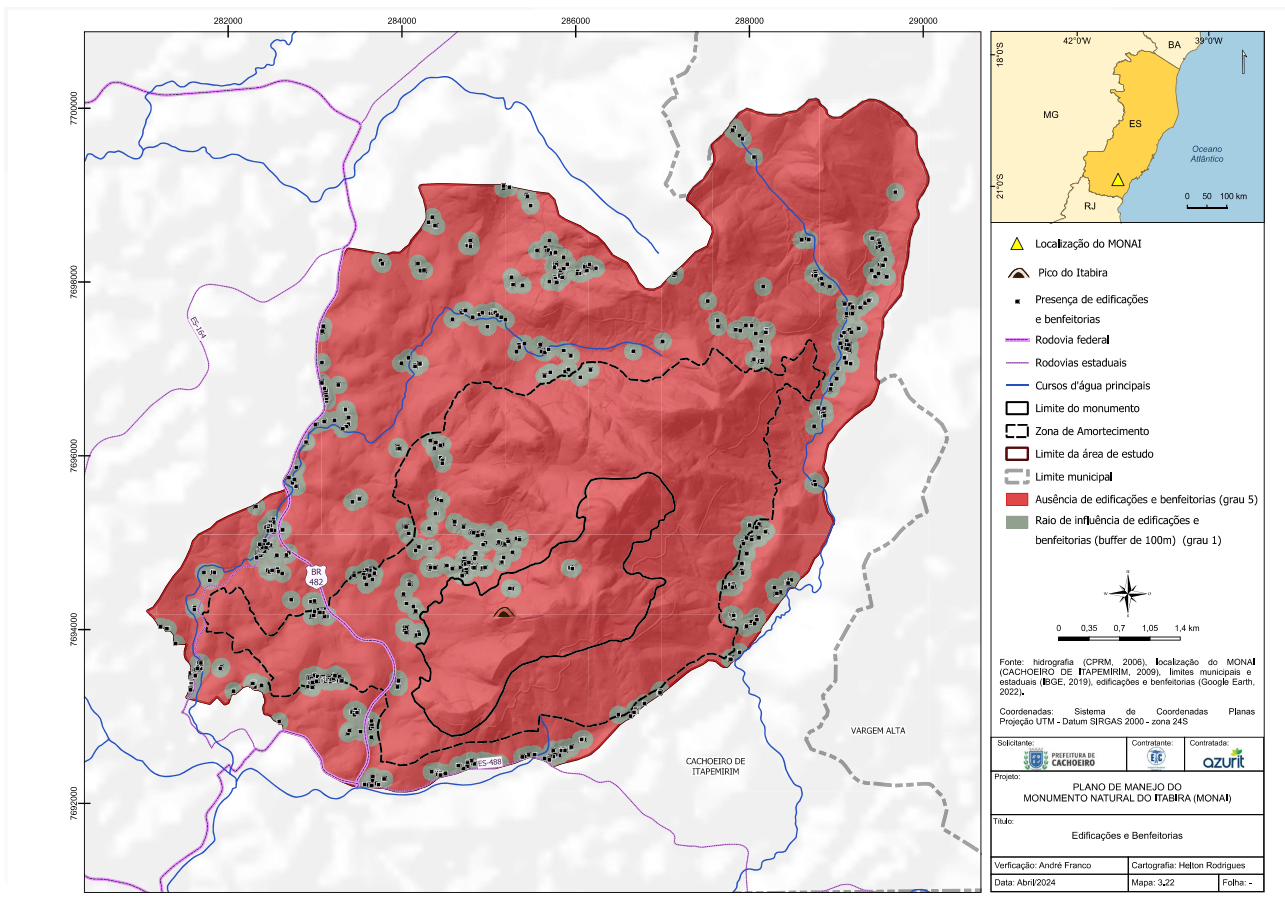 282000
284000
286000
288000
290000
7700000
7698000
7696000
7694000
7692000
ES-164
BR
482
ES-488
CACHOEIRO DE
ITAPEMIRIM
VARGEM ALTA
42°0'W
39°0'W
18°0'S
21°0'S
BA
MG
ES
RJ
Oceano
Atlântico
0 50 100 km
Localização do MONAI
Pico do Itabira
Presença de edificações
e benfeitorias
Rodovia federal
Rodovias estaduais
Cursos d'água principais
Limite do monumento
Zona de Amortecimento
Limite da área de estudo
Limite municipal
Ausência de edificações e benfeitorias (grau 5)
Raio de influência de edificações e
benfeitorias (buffer de 100m) (grau 1)
0 0,35 0,7 1,05 1,4 km
Fonte: hidrografia (CPRM, 2006), localização do MONAI
(CACHOEIRO DE ITAPEMIRIM, 2009), limites municipais e
estaduais (IBGE, 2019), edificações e benfeitorias (Google Earth,
2022).
Coordenadas: Sistema de Coordenadas Planas
Projeção UTM - Datum SIRGAS 2000 - zona 24S
Solicitante:
PREFEITURA DE
CACHOEIRO
Contratante:
Contratada:
azurit
Projeto:
PLANO DE MANEJO DO
MONUMENTO NATURAL DO ITABIRA (MONAI)
Título:
Edificações e Benfeitorias
Verficação: André Franco
Cartografia: Helton Rodrigues
Data: Abril/2024
Mapa: 3.22
Folha: -